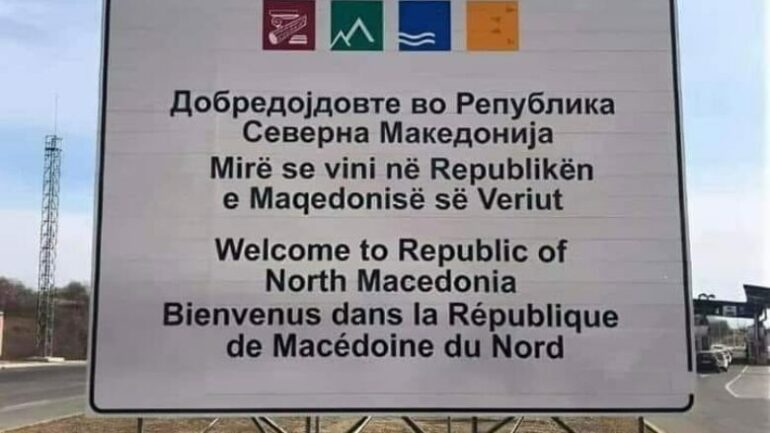 Добредојдовте во Република
Северна Македонија
Mirë se vini në Republikën
e Maqedonisë së Veriut
Welcome to Republic of
North Macedonia
Bienvenus dans la République
de Macédoine du Nord